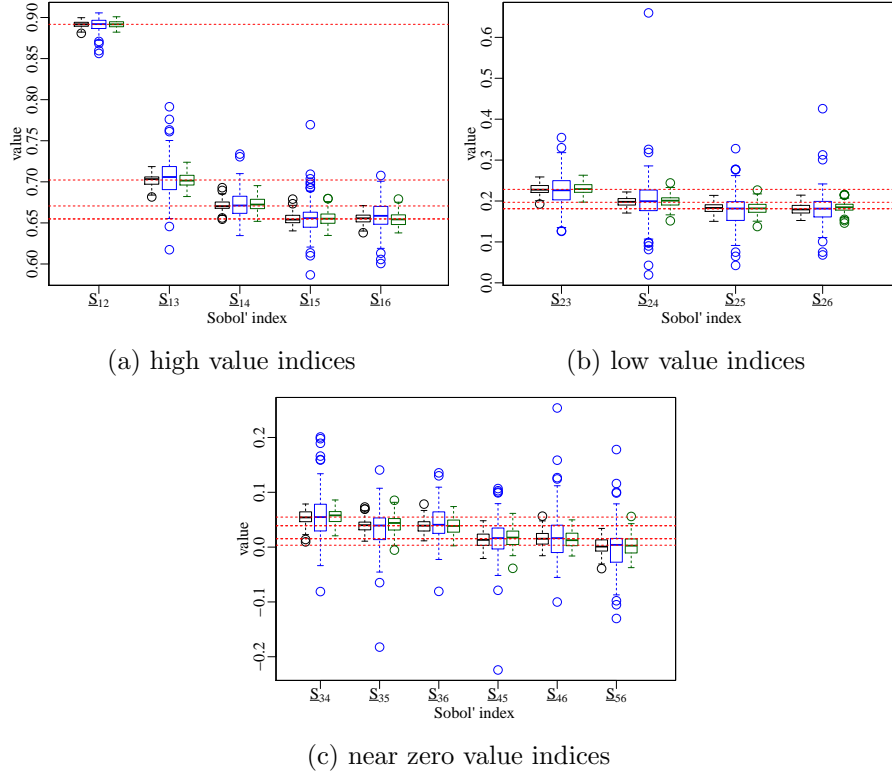 0.90
0.85
0.80
0.75
0.70
0.65
0.60
value
S12 S13 S14 S15 S16
Sobol' index
(a) high value indices
0.6
0.5
0.4
0.3
0.2
0.1
0.0
value
S23 S24 S25 S26
Sobol' index
(b) low value indices
0.2
0.1
0.0
−0.1
−0.2
value
S34 S35 S36 S45 S46 S56
Sobol' index
(c) near zero value indices